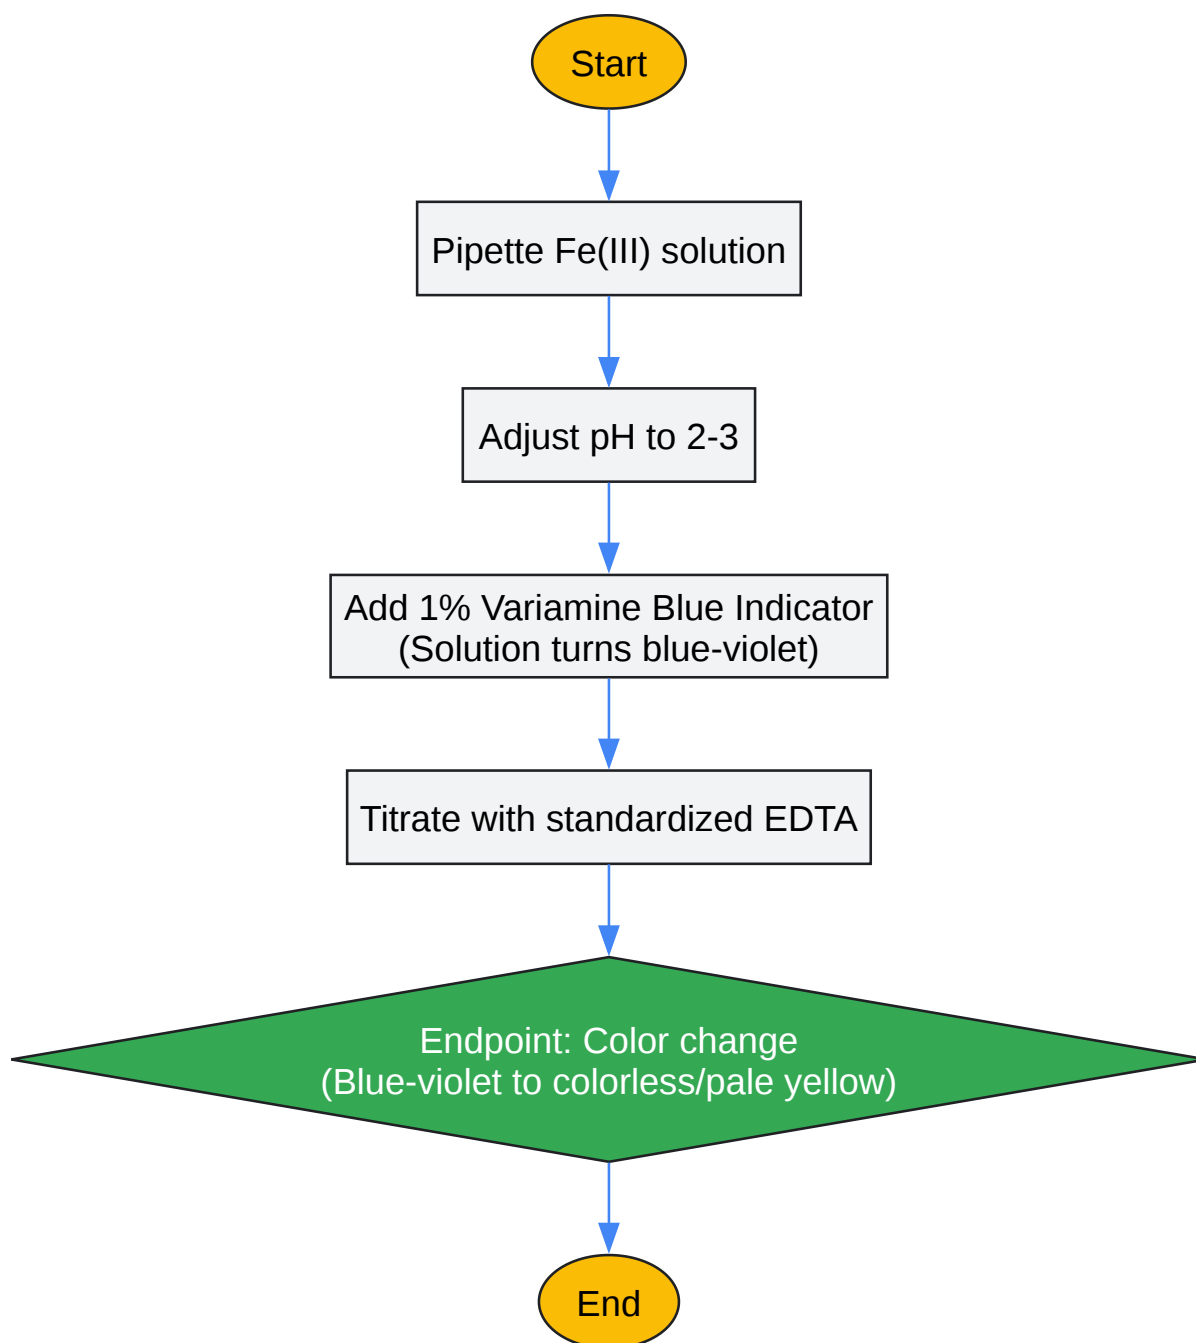 Start
Pipette Fe(III) solution
Adjust pH to 2-3
Add 1% Variamine Blue Indicator
(Solution turns blue-violet)
Titrate with standardized EDTA
Endpoint: Color change
(Blue-violet to colorless/pale yellow)
End